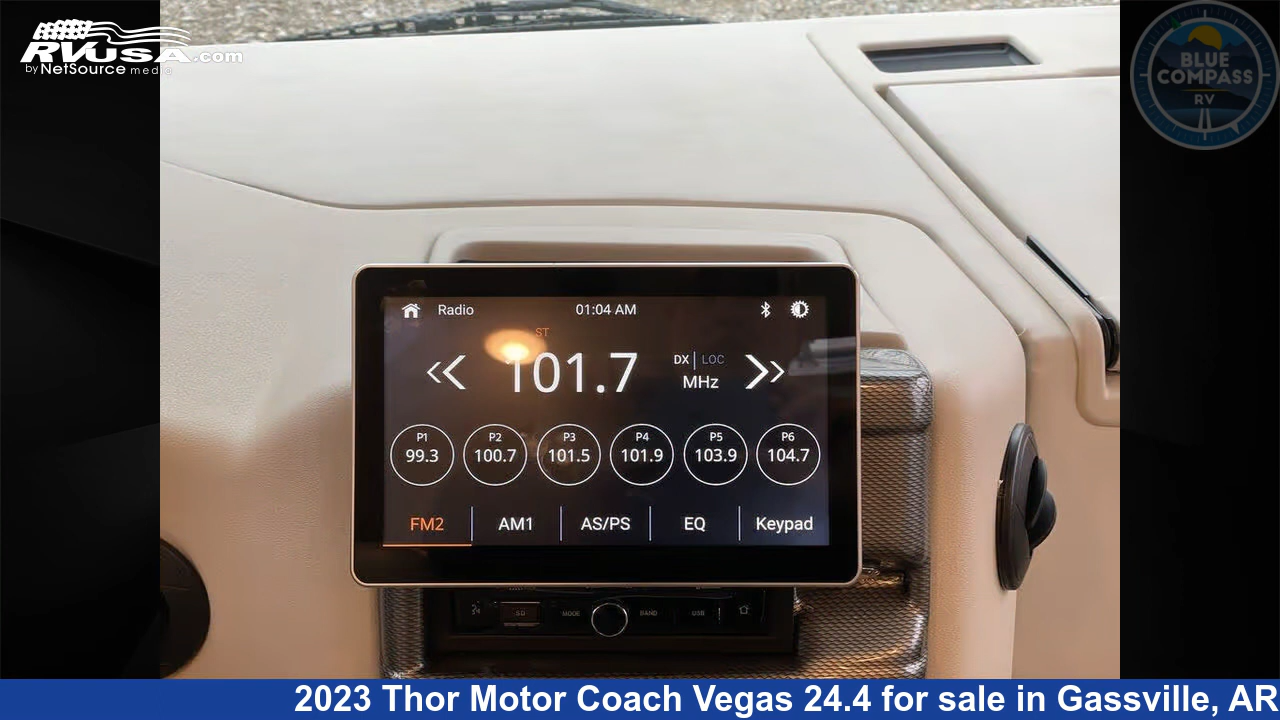 RVUSA.com
by NetSource media
BLUE
COMPASS
RV
Radio 01:04 AM
ST
101.7 DX | LOC
MHz
P1 P2 P3 P4 P5 P6
99.3 100.7 101.5 101.9 103.9 104.7
FM2 AM1 AS/PS EQ Keypad
SD MODE BAND USB
2023 Thor Motor Coach Vegas 24.4 for sale in Gassville, AR